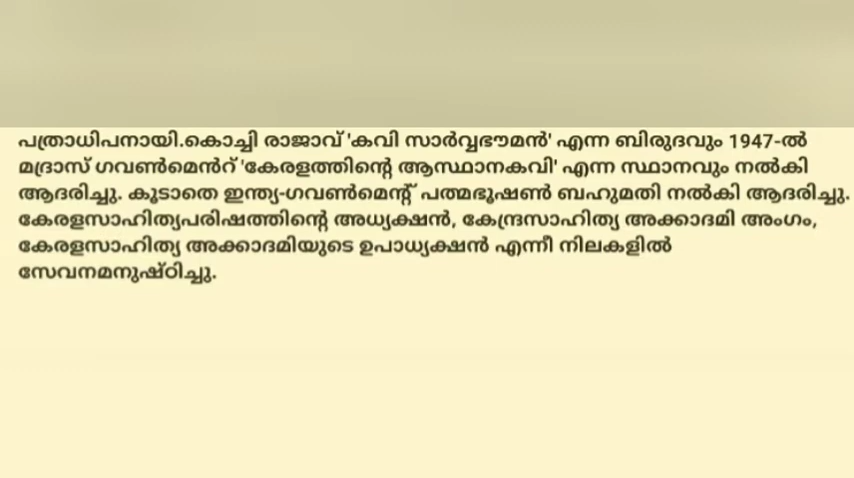 പത്രാധിപനായി.കൊച്ചി രാജാവ് 'കവി സാർവ്വഭൗമൻ' എന്ന ബിരുദവും 1947-ൽ
മദ്രാസ് ഗവൺമെൻറ് 'കേരളത്തിന്റെ ആസ്ഥാനകവി' എന്ന സ്ഥാനവും നൽകി
ആദരിച്ചു. കൂടാതെ ഇന്ത്യ-ഗവൺമെന്റ് പത്മഭൂഷൺ ബഹുമതി നൽകി ആദരിച്ചു.
കേരളസാഹിത്യപരിഷത്തിന്റെ അധ്യക്ഷൻ, കേന്ദ്രസാഹിത്യ അക്കാദമി അംഗം,
കേരളസാഹിത്യ അക്കാദമിയുടെ ഉപാധ്യക്ഷൻ എന്നീ നിലകളിൽ
സേവനമനുഷ്ഠിച്ചു.